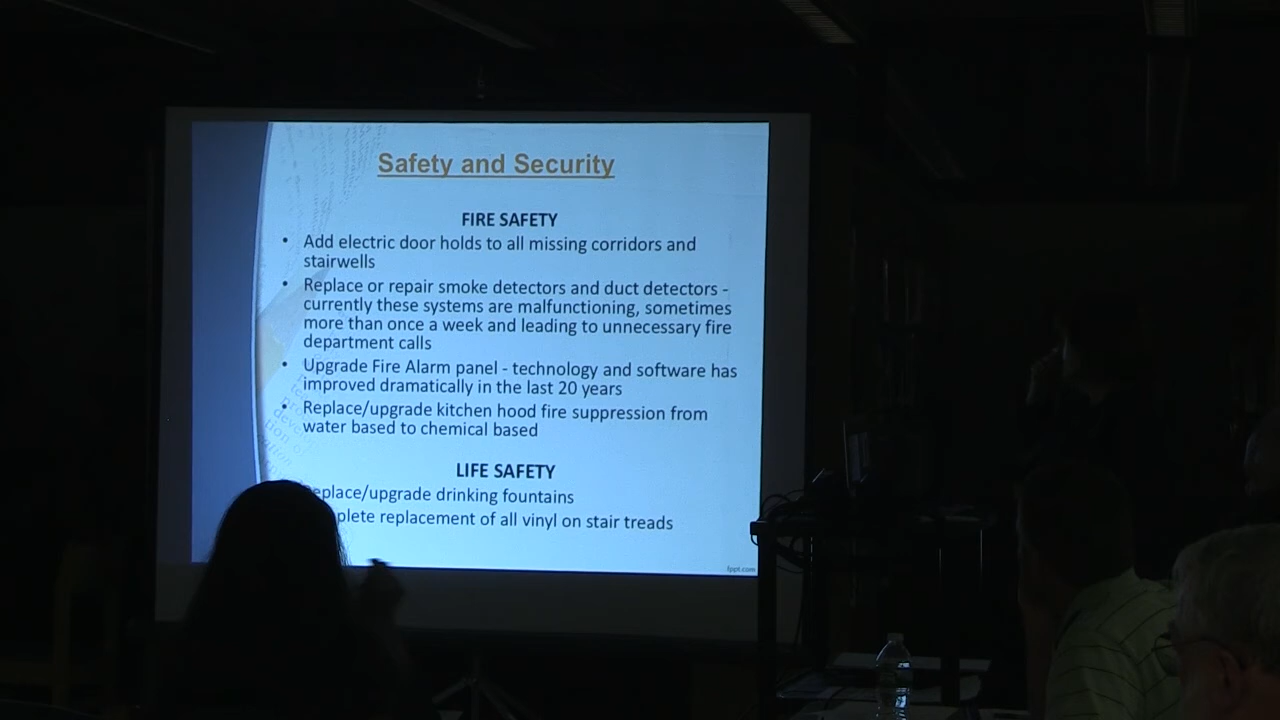 Safety and Security
FIRE SAFETY
• Add electric door holds to all missing corridors and
stairwells
• Replace or repair smoke detectors and duct detectors -
currently these systems are malfunctioning, sometimes
more than once a week and leading to unnecessary fire
department calls
• Upgrade Fire Alarm panel - technology and software has
improved dramatically in the last 20 years
• Replace/upgrade kitchen hood fire suppression from
water based to chemical based
LIFE SAFETY
eplace/upgrade drinking fountains
plete replacement of all vinyl on stair treads
fppt.com